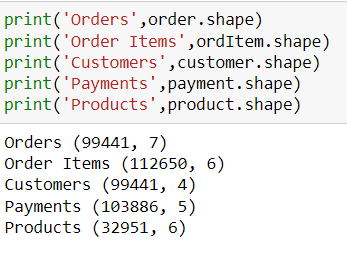 print('Orders',order.shape)
print('Order Items',ordItem.shape)
print('Customers',customer.shape)
print('Payments',payment.shape)
print('Products',product.shape)
Orders (99441, 7)
Order Items (112650, 6)
Customers (99441, 4)
Payments (103886, 5)
Products (32951, 6)